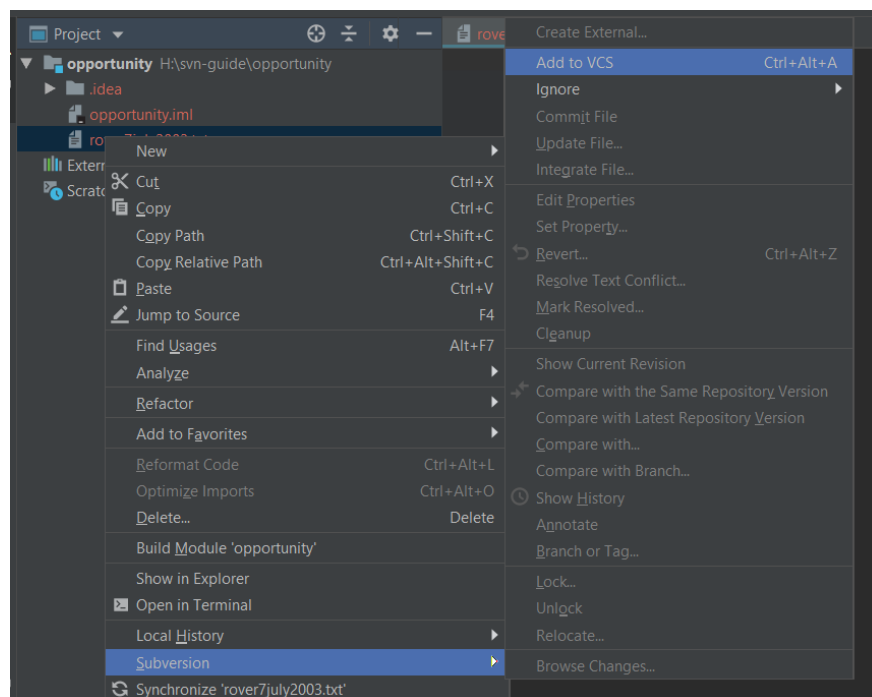 Project
rove
opportunity H:\svn-guide\opportunity
.idea
opportunity.iml
ro
Extern
Scratc
New
Cut Ctrl+X
Copy Ctrl+C
Copy Path Ctrl+Shift+C
Copy Relative Path Ctrl+Alt+Shift+C
Paste Ctrl+V
Jump to Source F4
Find Usages Alt+F7
Analyze
Refactor
Add to Favorites
Reformat Code Ctrl+Alt+L
Optimize Imports Ctrl+Alt+O
Delete... Delete
Build Module 'opportunity'
Show in Explorer
Open in Terminal
Local History
Subversion
Synchronize 'rover7july2003.txt'
Create External...
Add to VCS Ctrl+Alt+A
Ignore
Commit File
Update File...
Integrate File...
Edit Properties
Set Property...
Revert... Ctrl+Alt+Z
Resolve Text Conflict...
Mark Resolved...
Cleanup
Show Current Revision
Compare with the Same Repository Version
Compare with Latest Repository Version
Compare with...
Compare with Branch...
Show History
Annotate
Branch or Tag...
Lock...
Unlock
Relocate...
Browse Changes...